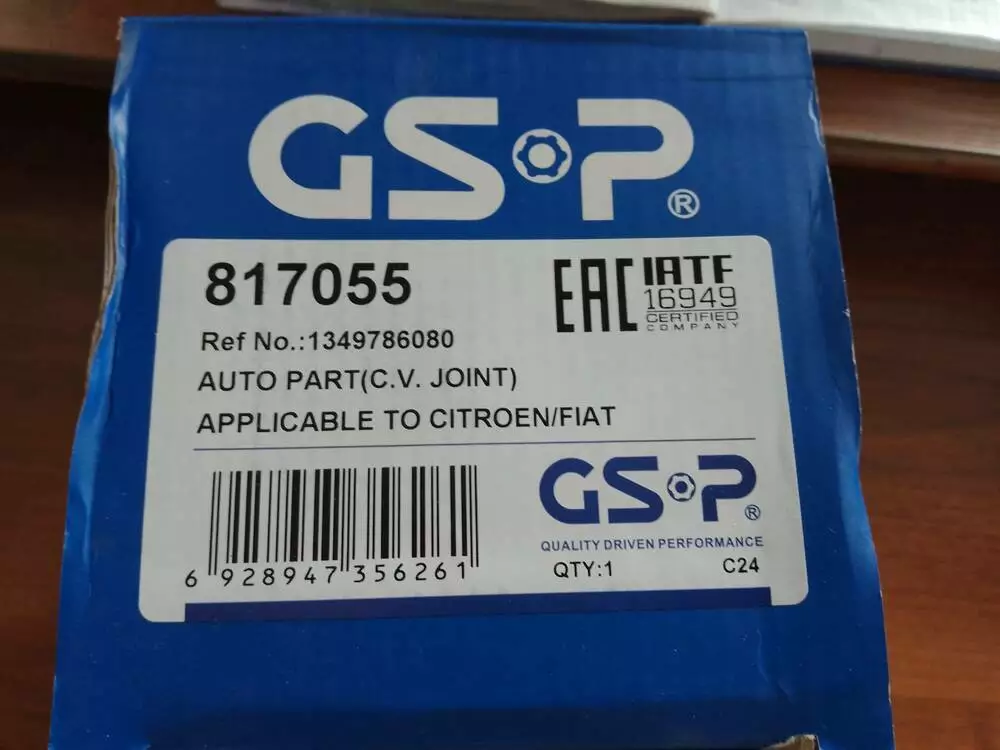 GSP®
817055
EAC
IATF
16949
CERTIFIED
COMPANY
Ref No.:1349786080
AUTO PART(C.V. JOINT)
APPLICABLE TO CITROEN/FIAT
GSP®
QUALITY DRIVEN PERFORMANCE
6 928947 356261
QTY:1 C24